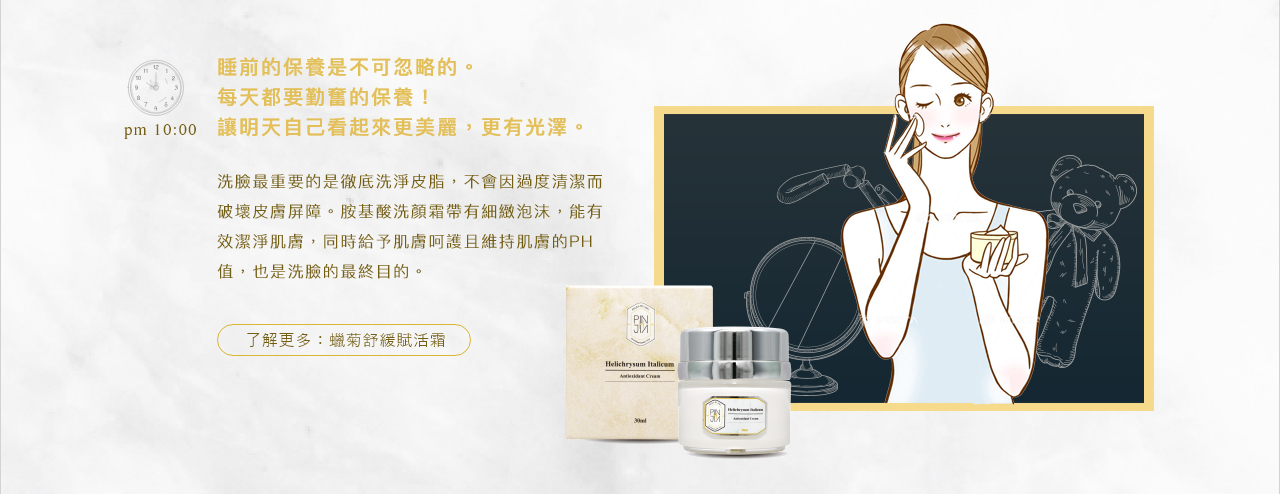 睡前的保養是不可忽略的。
每天都要勤奮的保養！
讓明天自己看起來更美麗，更有光澤。
pm 10:00
洗臉最重要的是徹底洗淨皮脂，不會因過度清潔而
破壞皮膚屏障。胺基酸洗顏霜帶有細緻泡沫，能有
效潔淨肌膚，同時給予肌膚呵護且維持肌膚的PH
值，也是洗臉的最終目的。
了解更多：蠟菊舒緩賦活霜
PIN
JIA
Helichrysum Italicum
Antioxidant Cream
30ml
PIN
JIA
Helichrysum Italicum
Antioxidant Cream